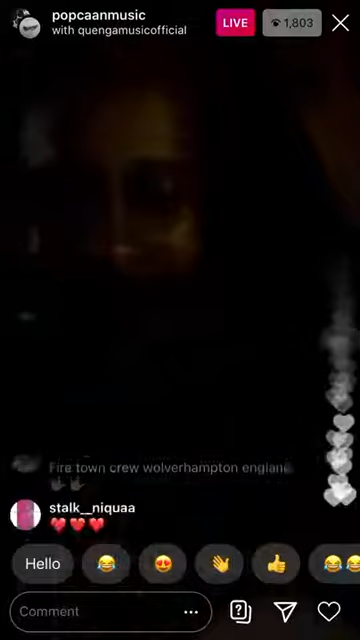 popcaanmusic
with quengamusicofficial
LIVE
1,803
Fire town crew wolverhampton england
stalk__niquaa
Hello
Comment